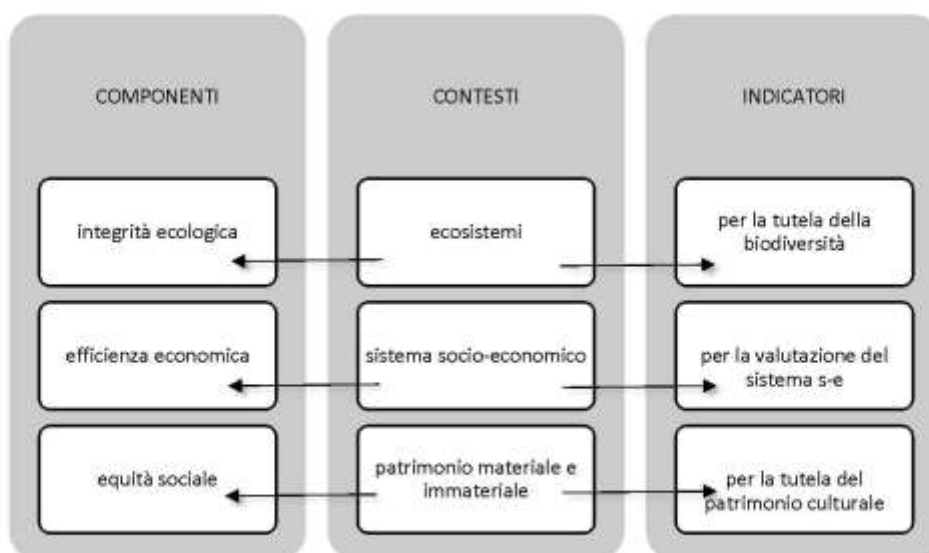 COMPONENTI
CONTESTI
INDICATORI
integrità ecologica
ecosistemi
per la tutela della
biodiversità
efficienza economica
sistema socio-economico
per la valutazione del
sistema s-e
equità sociale
patrimonio materiale e
immateriale
per la tutela del
patrimonio culturale